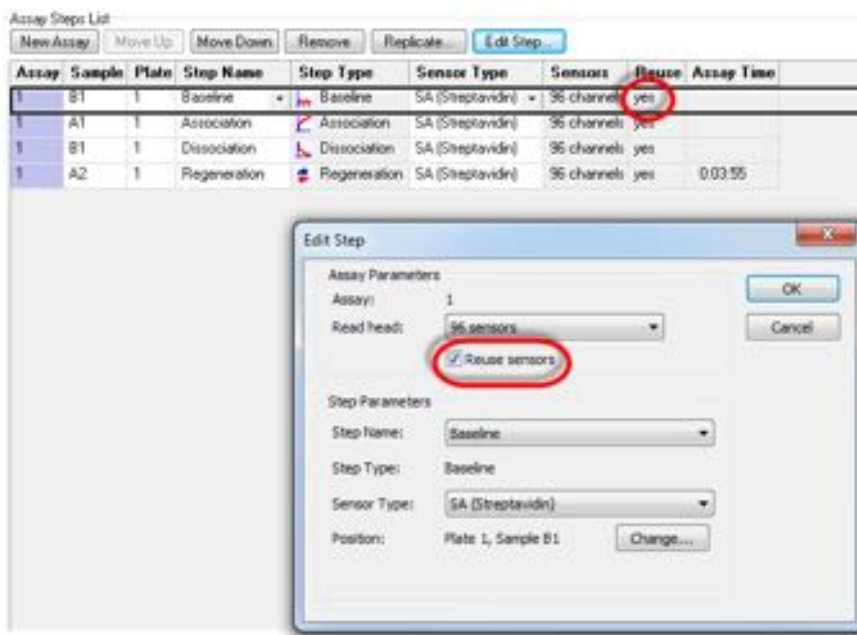 Assay Steps List
New Assay Move Up Move Down Remove Replicate... Edit Step...
Assay Sample Plate Step Name Step Type Sensor Type Sensors Reuse Assay Time
1 B1 1 Baseline Baseline SA (Streptavidin) 96 channels yes
1 A1 1 Association Association SA (Streptavidin) 96 channels yes
1 B1 1 Dissociation Dissociation SA (Streptavidin) 96 channels yes
1 A2 1 Regeneration Regeneration SA (Streptavidin) 96 channels yes 0:03:55
Edit Step
Assay Parameters
Assay: 1
OK
Read head: 96 sensors
Cancel
Reuse sensors
Step Parameters
Step Name: Baseline
Step Type: Baseline
Sensor Type: SA (Streptavidin)
Position: Plate 1, Sample B1 Change...